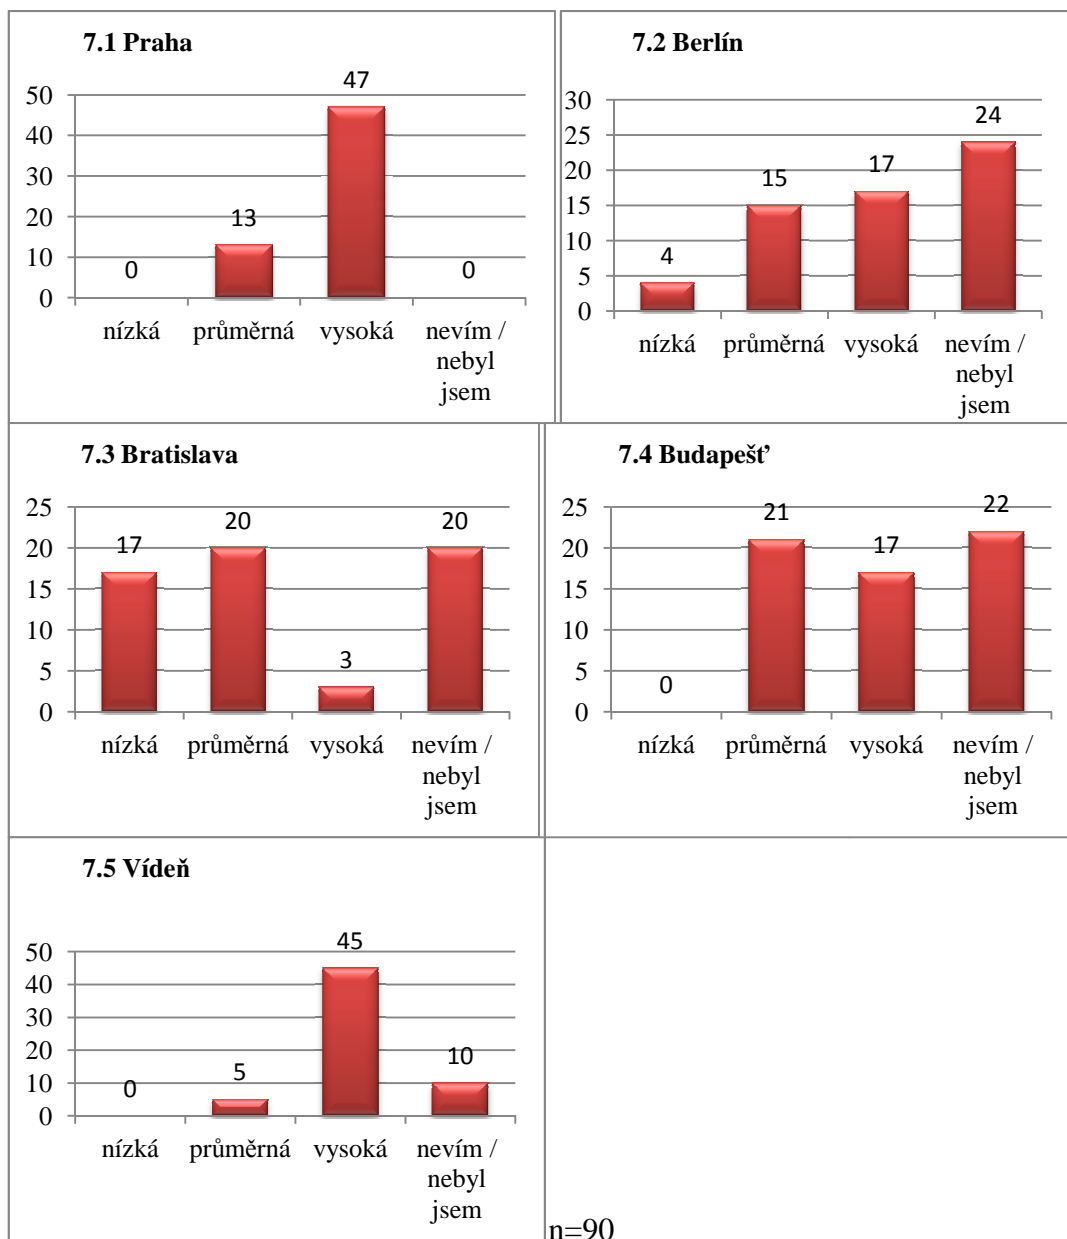 7.1 Praha
47
50
40
30
20
13
10
0
0
0
nízká průměrná vysoká nevím /
nebyl
jsem
7.2 Berlín
30
24
25
20
17
15
15
10
4
5
0
nízká průměrná vysoká nevím /
nebyl
jsem
7.3 Bratislava
25
20
20
20
17
15
10
5
3
0
nízká průměrná vysoká nevím /
nebyl
jsem
7.4 Budapešť
25
21
22
20
17
15
10
5
0
0
nízká průměrná vysoká nevím /
nebyl
jsem
7.5 Vídeň
45
50
40
30
20
10
10
5
0
0
nízká průměrná vysoká nevím /
nebyl
jsem
n=90